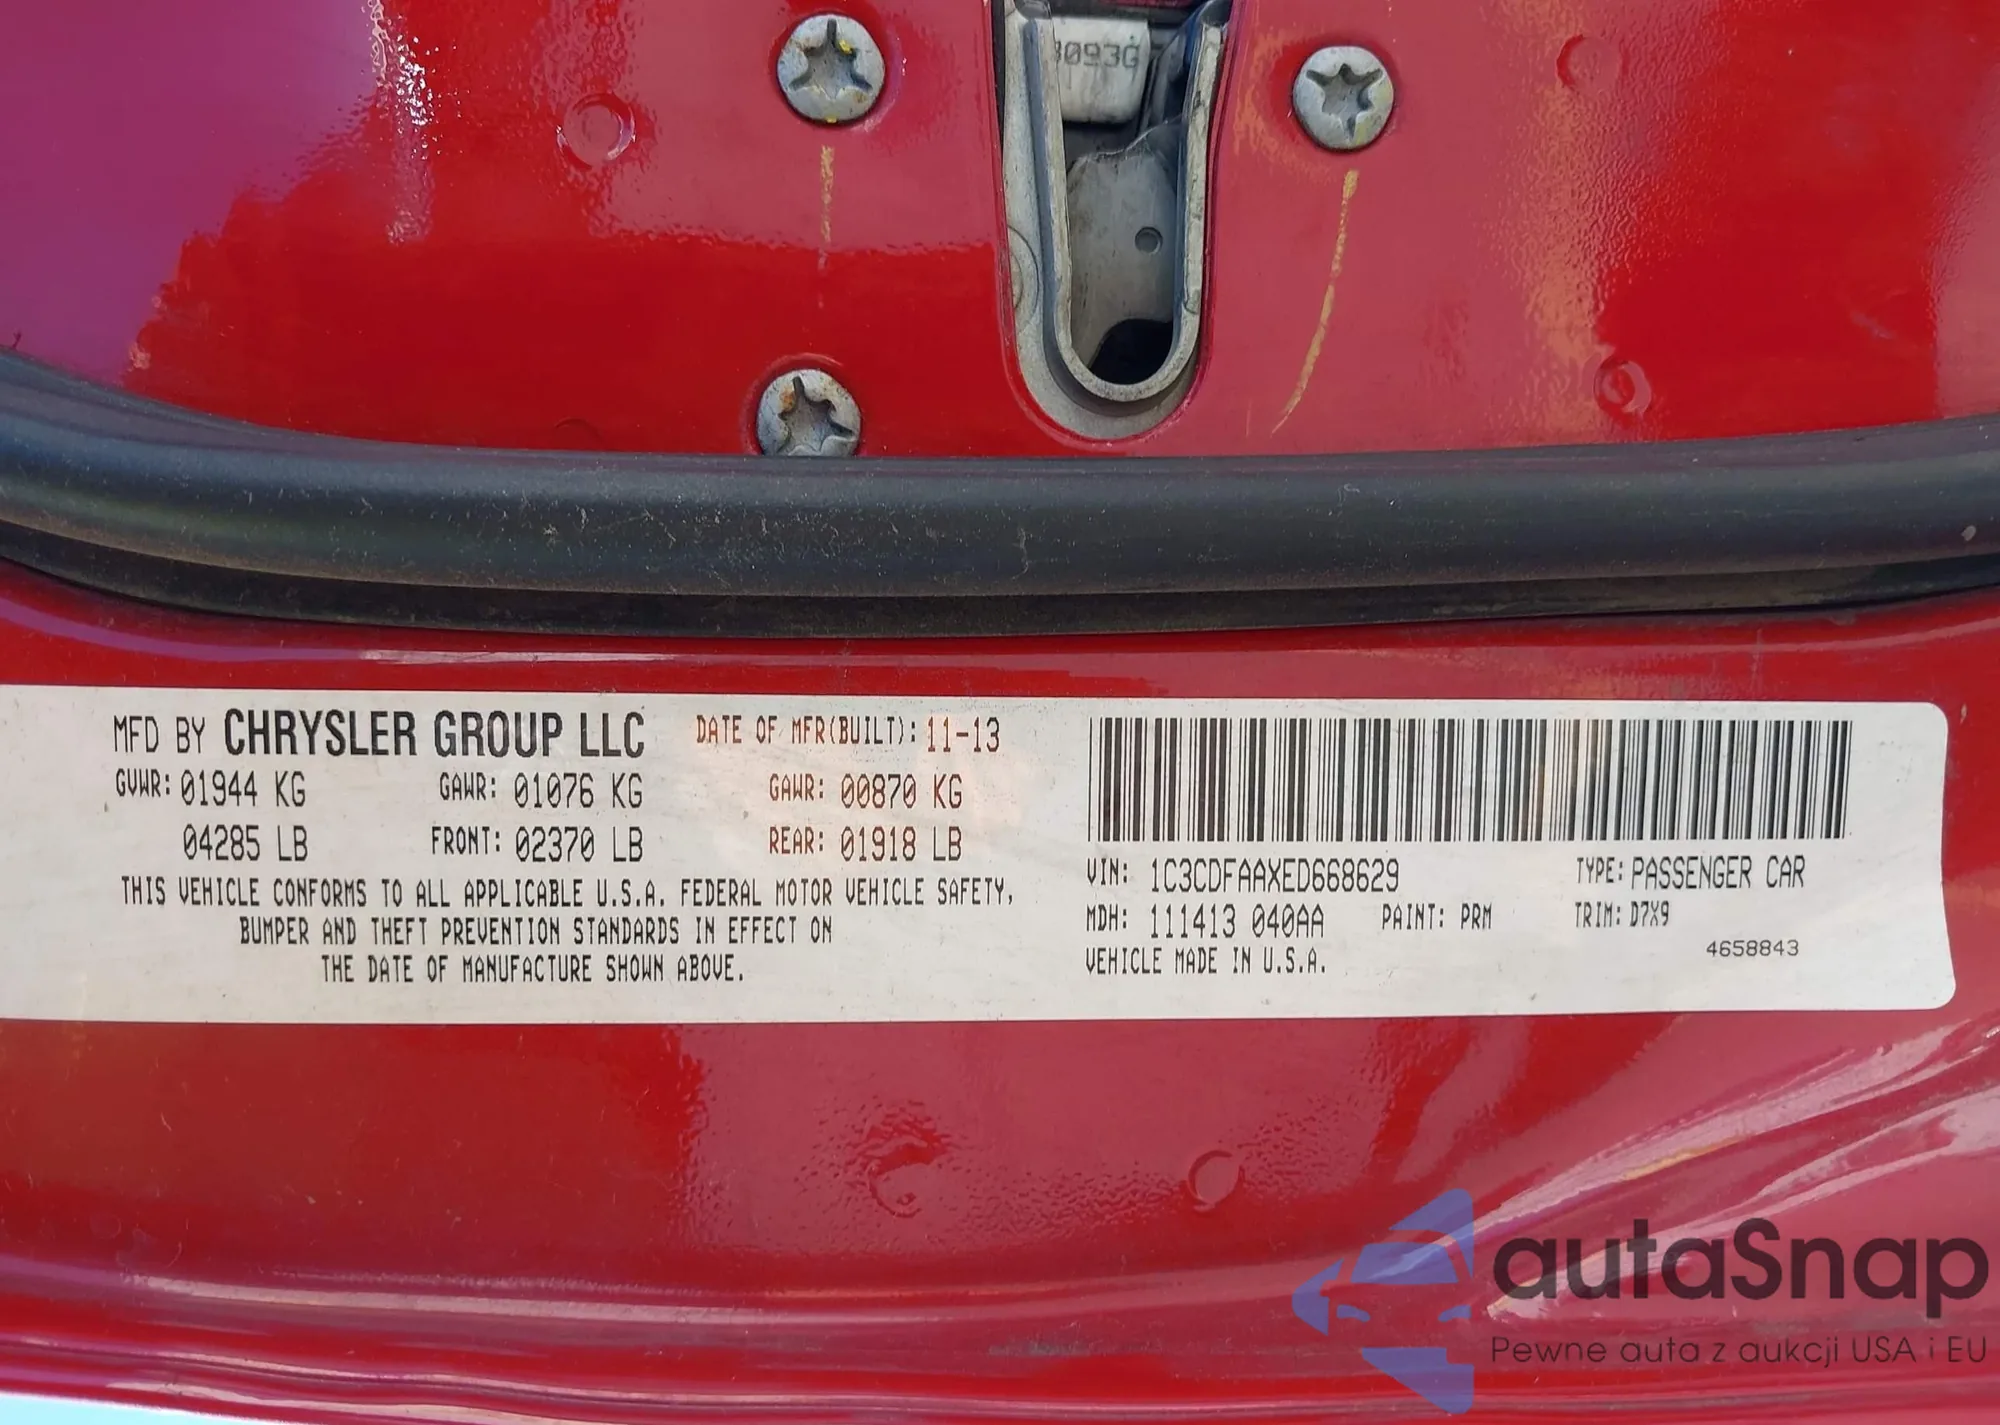 MFD BY CHRYSLER GROUP LLC DATE OF MFR(BUILT): 11-13
GVWR: 01944 KG GAWR: 01076 KG GAWR: 00870 KG
04285 LB FRONT: 02370 LB REAR: 01918 LB
THIS VEHICLE CONFORMS TO ALL APPLICABLE U.S.A. FEDERAL MOTOR VEHICLE SAFETY,
BUMPER AND THEFT PREVENTION STANDARDS IN EFFECT ON
THE DATE OF MANUFACTURE SHOWN ABOVE.
VIN: 1C3CDFAAXED668629 TYPE: PASSENGER CAR
MDH: 111413 040AA PAINT: PRM TRIM: D7X9
VEHICLE MADE IN U.S.A. 4658843
autaSnap
Pewne auta z aukcji USA i EU